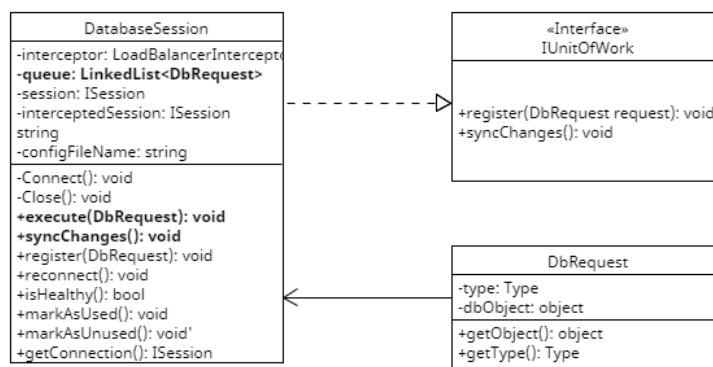 DatabaseSession
-interceptor: LoadBalancerIntercepto
-queue: LinkedList<DbRequest>
-session: ISession
-interceptedSession: ISession
string
-configFileName: string
-Connect(): void
-Close(): void
+execute(DbRequest): void
+syncChanges(): void
+register(DbRequest): void
+reconnect(): void
+isHealthy(): bool
+markAsUsed(): void
+markAsUnused(): void'
+getConnection(): ISession
«Interface»
IUnitOfWork
+register(DbRequest request): void
+syncChanges(): void
DbRequest
-type: Type
-dbObject: object
+getObject(): object
+getType(): Type